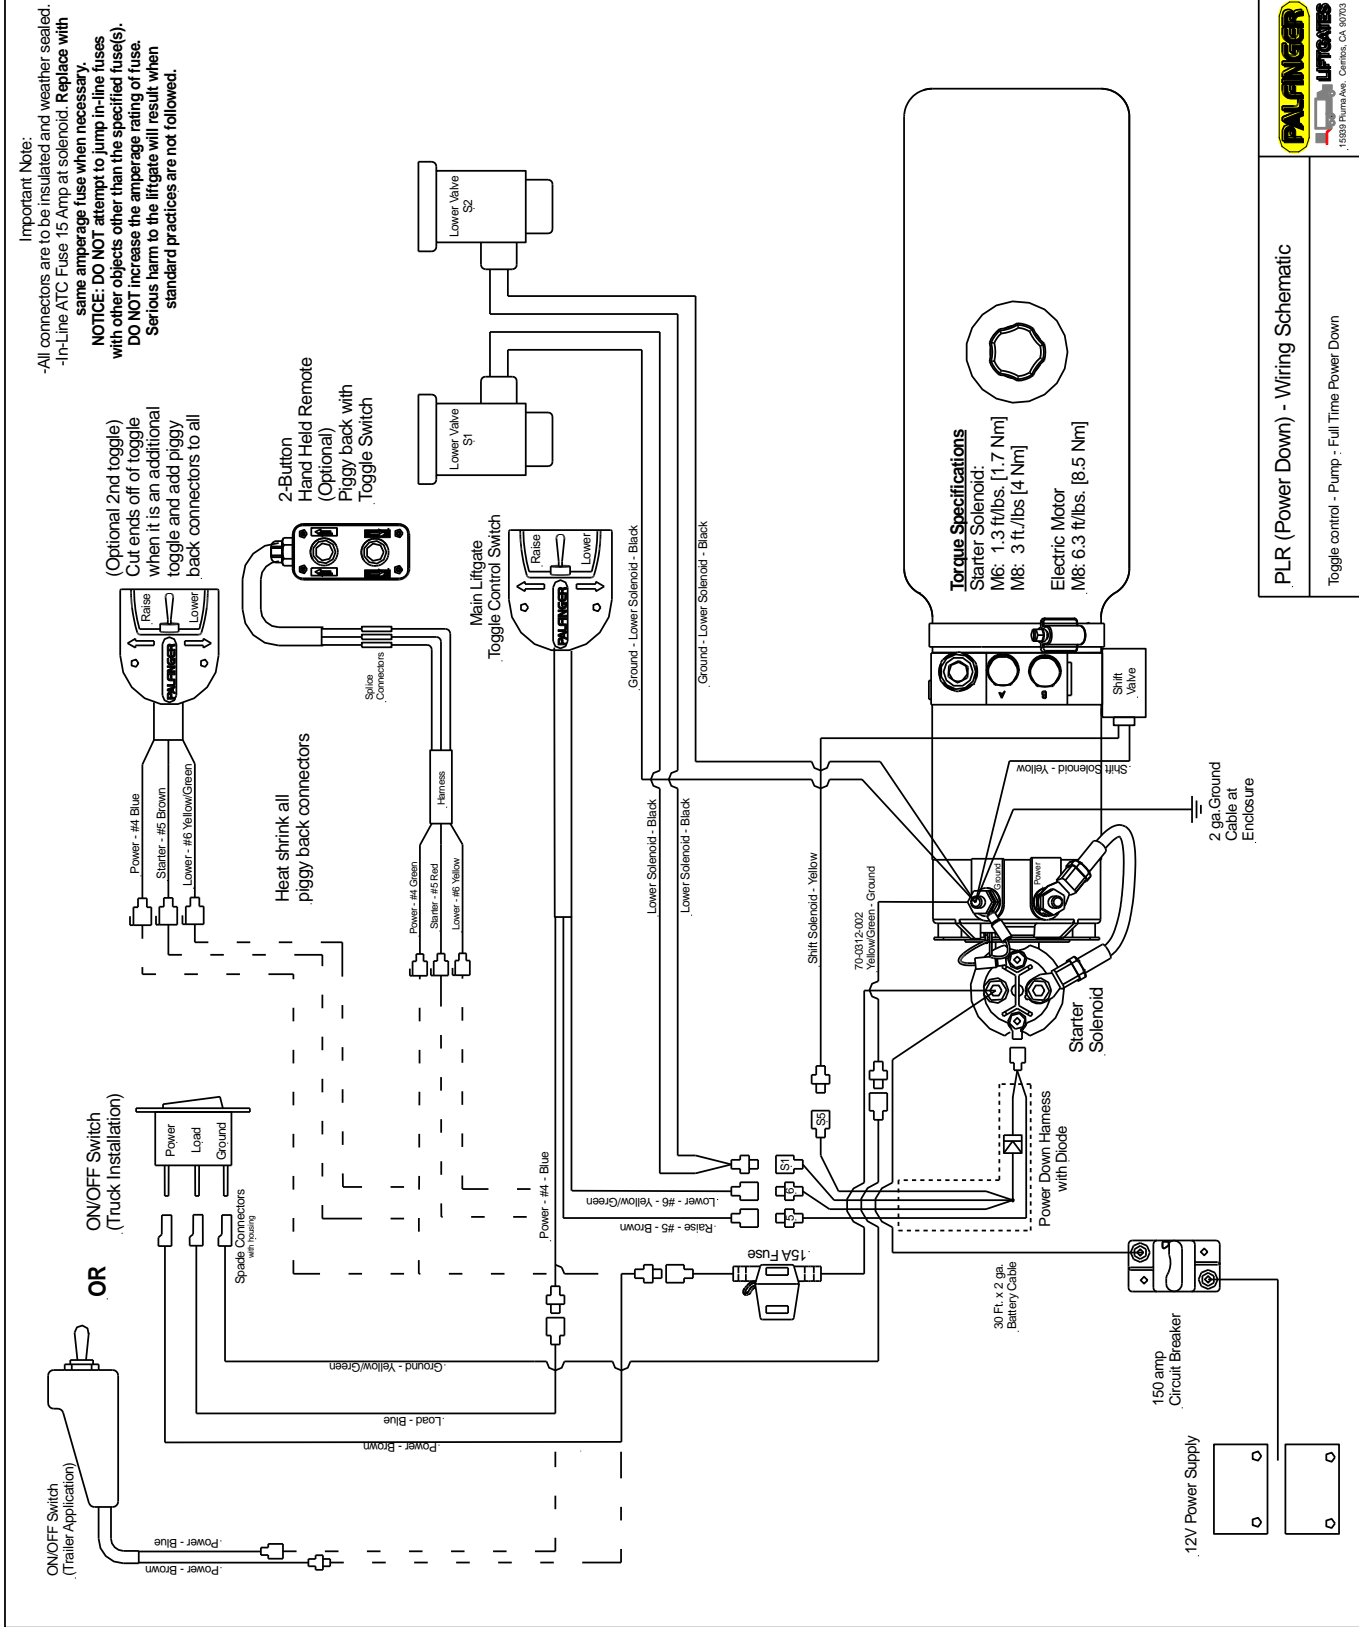 Important Note:
-All connectors are to be insulated and weather sealed.
-In-Line ATC Fuse 15 Amp at solenoid. Replace with
same amperage fuse when necessary.
NOTICE: DO NOT attempt to jump in-line fuses
with other objects other than the specified fuse(s).
DO NOT increase the amperage rating of fuse.
Serious harm to the liftgate will result when
standard practices are not followed.
ON/OFF Switch
(Trailer Application)
Power - Blue
Power - Brown
OR
ON/OFF Switch
(Truck Installation)
Power
Load
Ground
Spade Connectors
with housing
Power - Brown
Load - Blue
Ground - Yellow/Green
(Optional 2nd toggle)
Cut ends off of toggle
when it is an additional
toggle and add piggy
back connectors to all
Raise
Lower
PALFINGER
Power - #4 Blue
Starter - #5 Brown
Lower - #6 Yellow/Green
Heat shrink all
piggy back connectors
2-Button
Hand Held Remote
(Optional)
Piggy back with
Toggle Switch
Splice
Connectors
Harness
Power - #4 Green
Starter - #5 Red
Lower - #6 Yellow
Main Liftgate
Toggle Control Switch
Raise
Lower
PALFINGER
Power - #4 - Blue
Lower - #6 - Yellow/Green
Raise - #5 - Brown
Lower Valve
S1
Lower Valve
S2
Ground - Lower Solenoid - Black
Ground - Lower Solenoid - Black
Lower Solenoid - Black
Lower Solenoid - Black
S1
6
5
S5
15A Fuse
Shift Solenoid - Yellow
70-0312-002
Yellow/Green - Ground
Shift Solenoid - Yellow
Shift
Valve
A
B
Ground
Power
Starter
Solenoid
Power Down Harness
with Diode
2 ga.Ground
Cable at
Enclosure
30 Ft. x 2 ga.
Battery Cable
150 amp
Circuit Breaker
12V Power Supply
Torque Specifications
Starter Solenoid:
M6: 1.3 ft/lbs. [1.7 Nm]
M8: 3 ft./lbs [4 Nm]
Electric Motor
M8: 6.3 ft/lbs. [8.5 Nm]
PLR (Power Down) - Wiring Schematic
Toggle control - Pump - Full Time Power Down
PALFINGER
LIFTGATES
15939 Piuma Ave. Cerritos, CA 90703